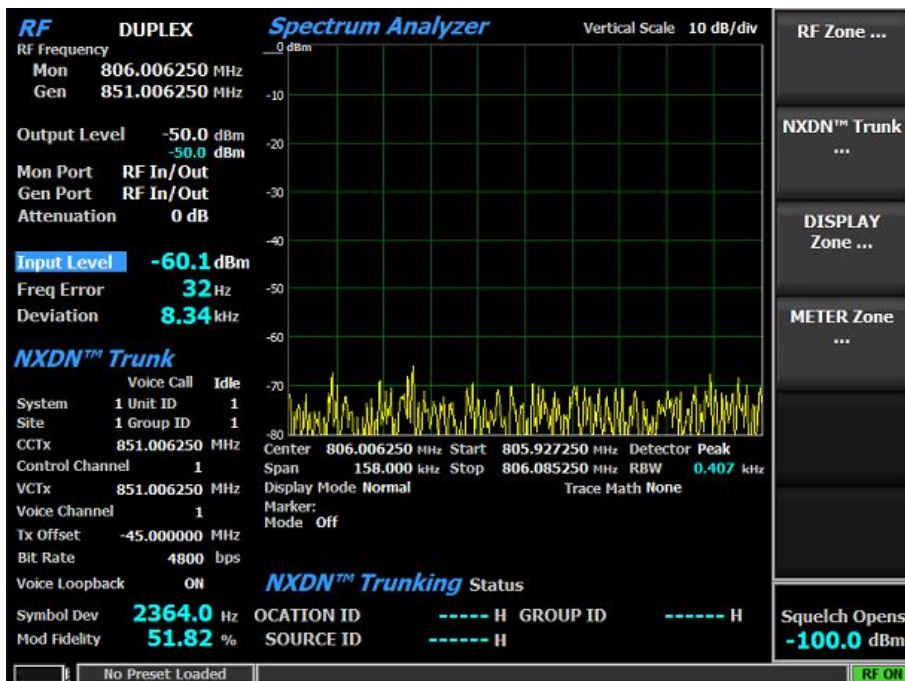 RF DUPLEX
RF Frequency
Mon 806.006250 MHz
Gen 851.006250 MHz
Output Level -50.0 dBm
-50.0 dBm
Mon Port RF In/Out
Gen Port RF In/Out
Attenuation 0 dB
Input Level -60.1 dBm
Freq Error 32 Hz
Deviation 8.34 kHz
NXDN™ Trunk
Voice Call Idle
System 1 Unit ID 1
Site 1 Group ID 1
CCTx 851.006250 MHz
Control Channel 1
VCTx 851.006250 MHz
Voice Channel 1
Tx Offset -45.000000 MHz
Bit Rate 4800 bps
Voice Loopback ON
Symbol Dev 2364.0 Hz
Mod Fidelity 51.82 %
Spectrum Analyzer Vertical Scale 10 dB/div
0 dBm
-10
-20
-30
-40
-50
-60
-70
-80
Center 806.006250 MHz Start 805.927250 MHz Detector Peak
Span 158.000 kHz Stop 806.085250 MHz RBW 0.407 kHz
Display Mode Normal Trace Math None
Marker:
Mode Off
NXDN™ Trunking Status
OCATION ID ----- H GROUP ID ------ H
SOURCE ID ------ H
RF Zone ...
NXDN™ Trunk
...
DISPLAY
Zone ...
METER Zone
...
Squelch Opens
-100.0 dBm
No Preset Loaded
RF ON